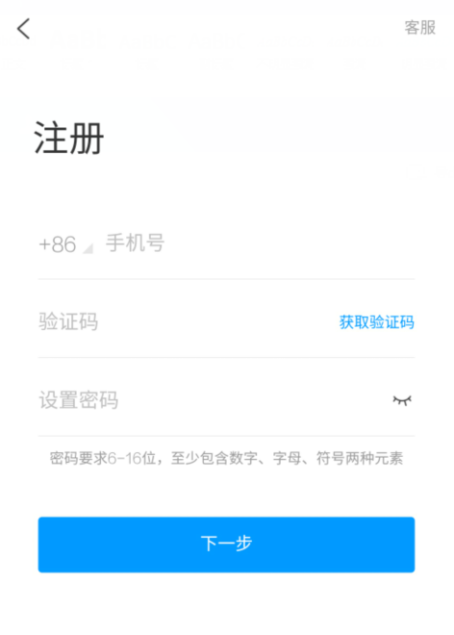 客服
注册
+86 手机号
验证码 获取验证码
设置密码
密码要求6-16位，至少包含数字、字母、符号两种元素
下一步